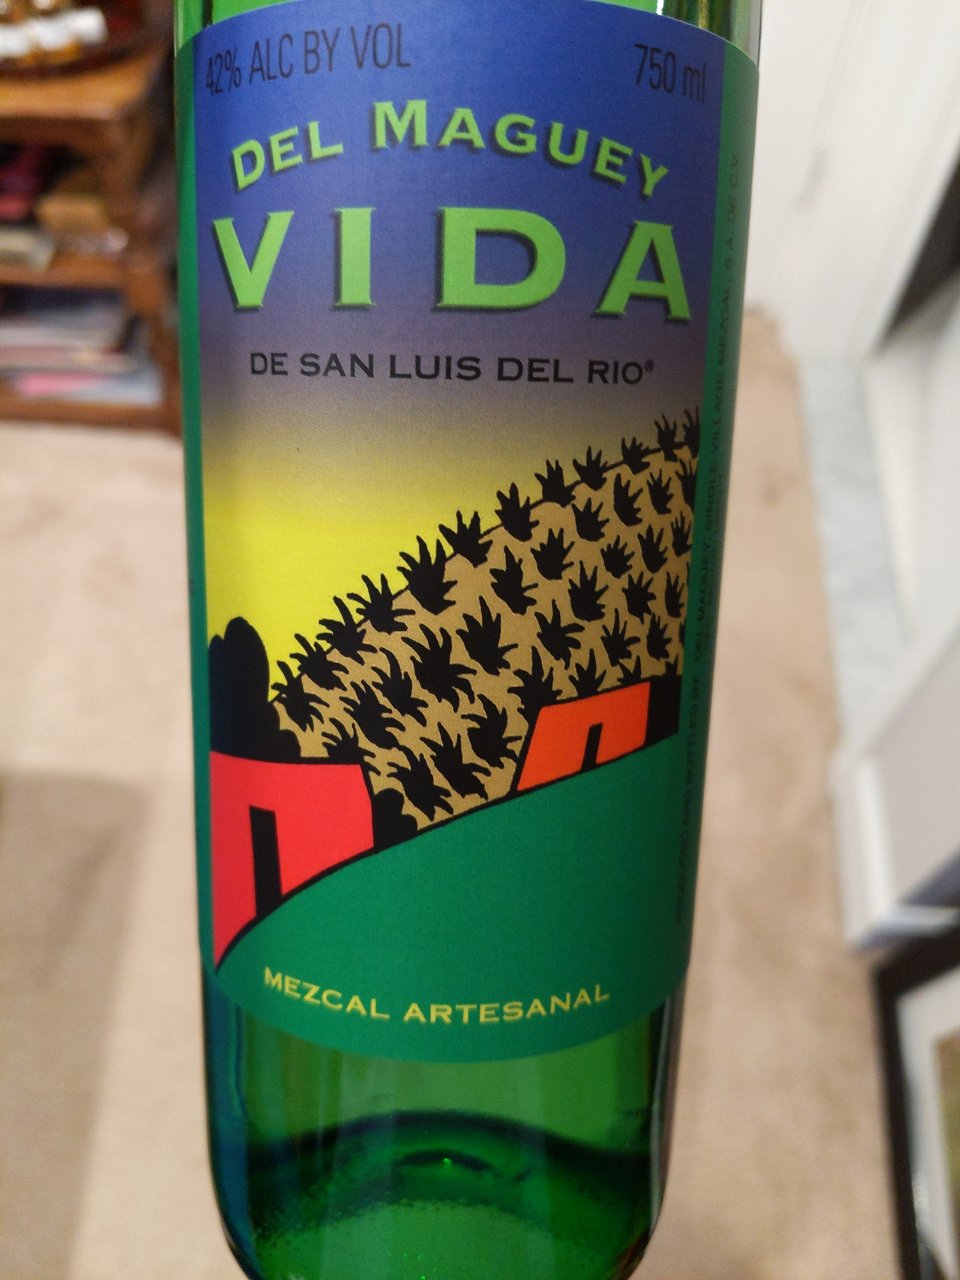 42% ALC BY VOL
750 ml
DEL MAGUEY
VIDA
DE SAN LUIS DEL RIO®
MEZCAL ARTESANAL